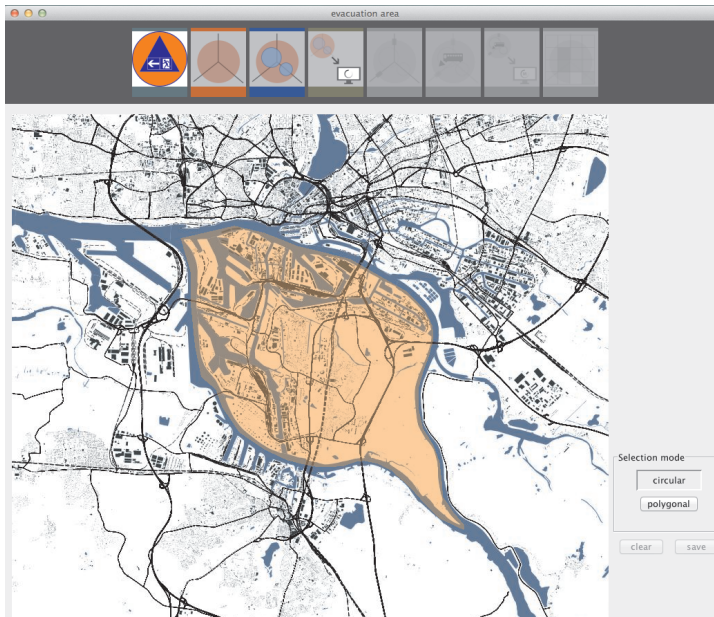 evacuation area
Selection mode
circular
polygonal
clear
save